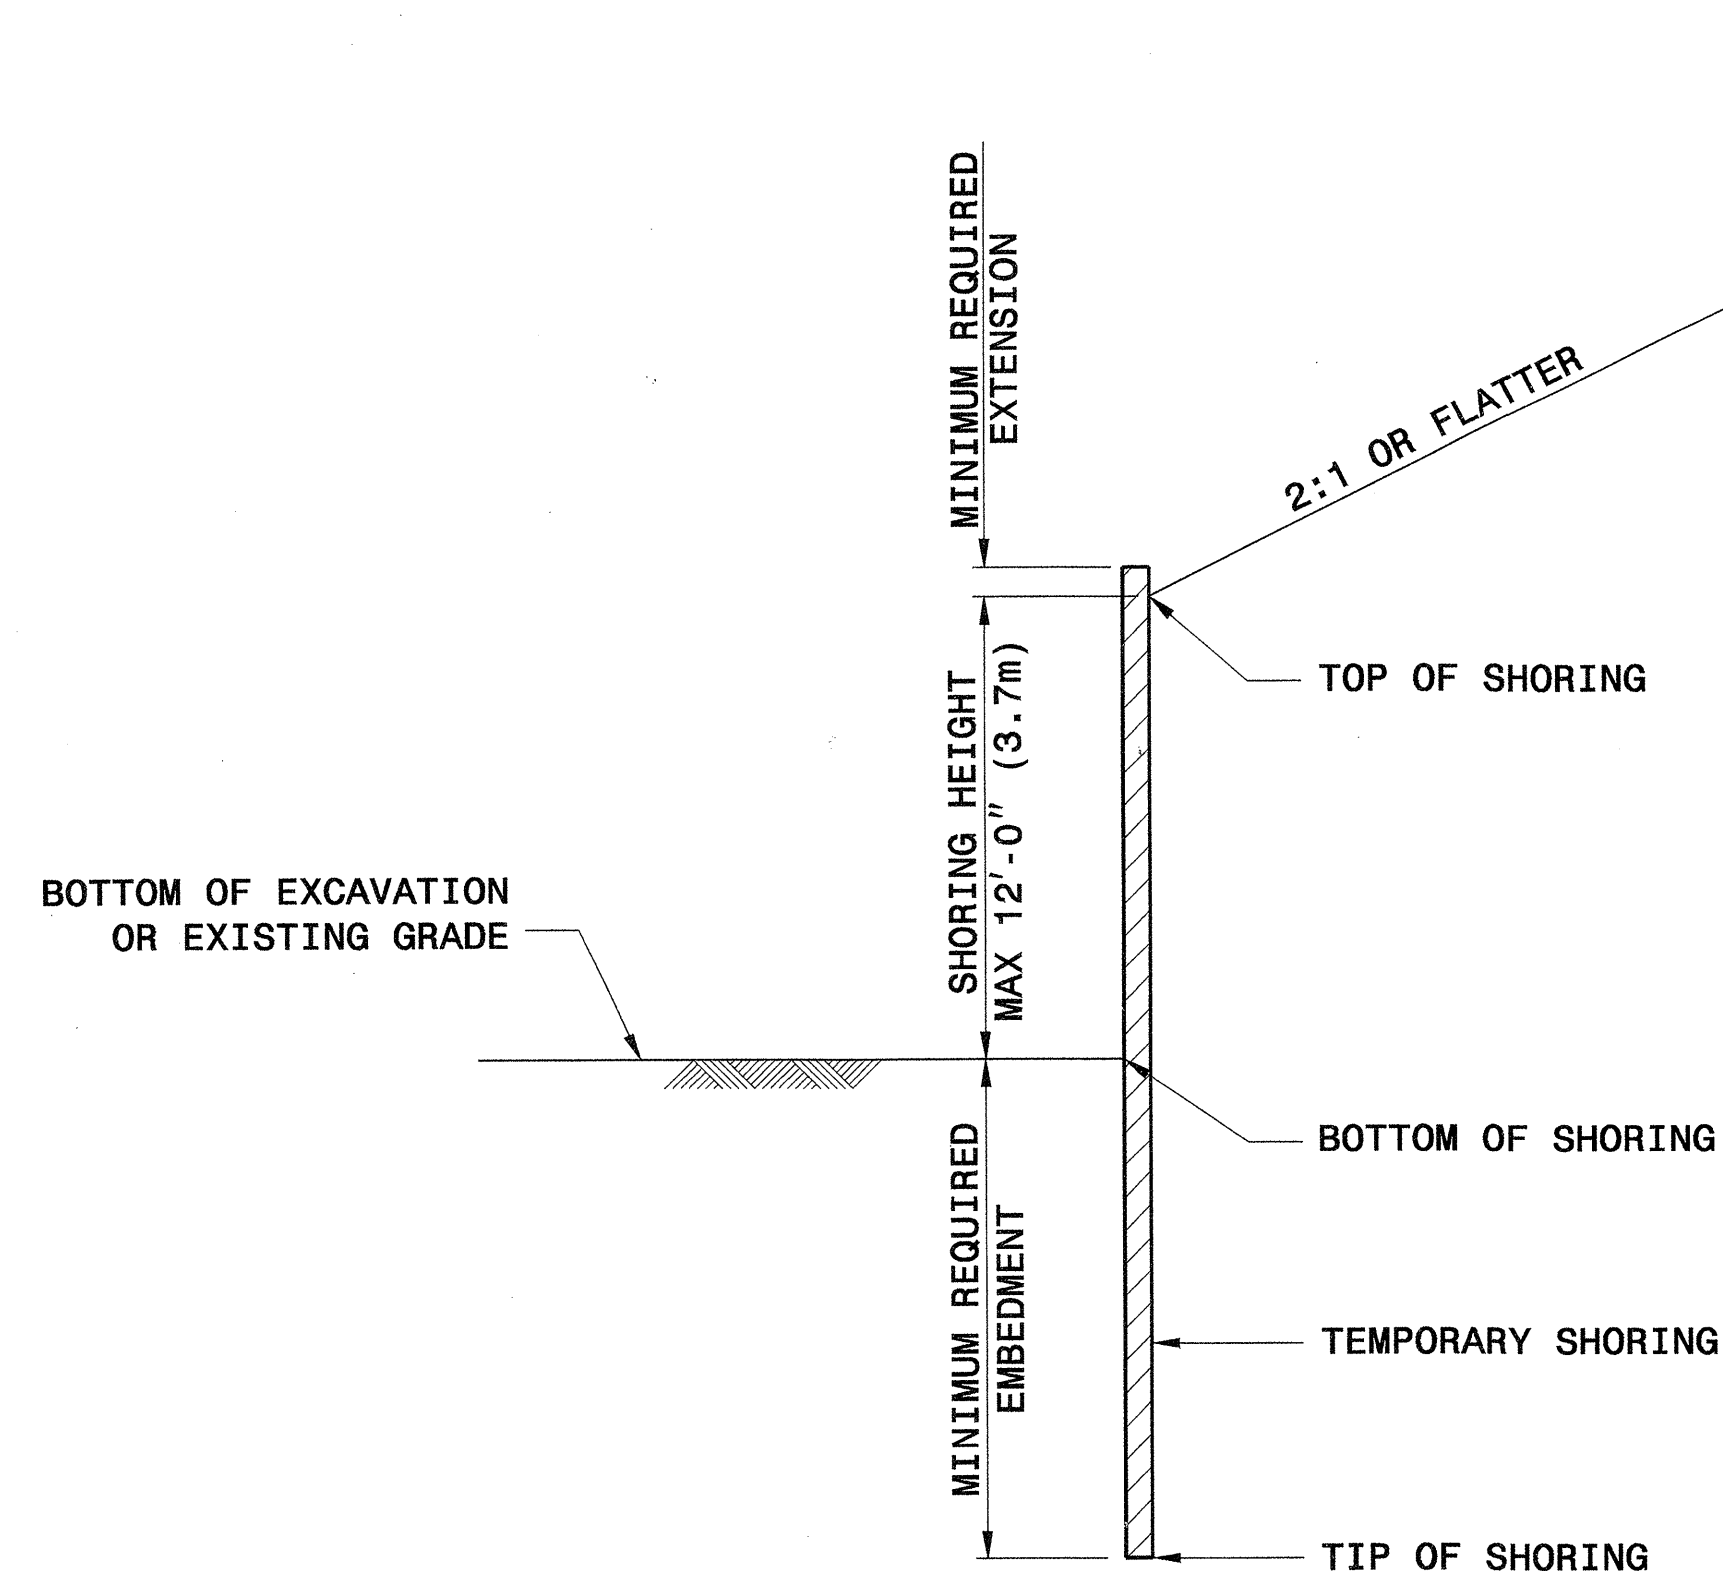 MINIMUM REQUIRED
EXTENSION
2:1 OR FLATTER
TOP OF SHORING
SHORING HEIGHT
MAX 12'-0" (3.7m)
BOTTOM OF EXCAVATION
OR EXISTING GRADE
BOTTOM OF SHORING
MINIMUM REQUIRED
EMBEDMENT
TEMPORARY SHORING
TIP OF SHORING